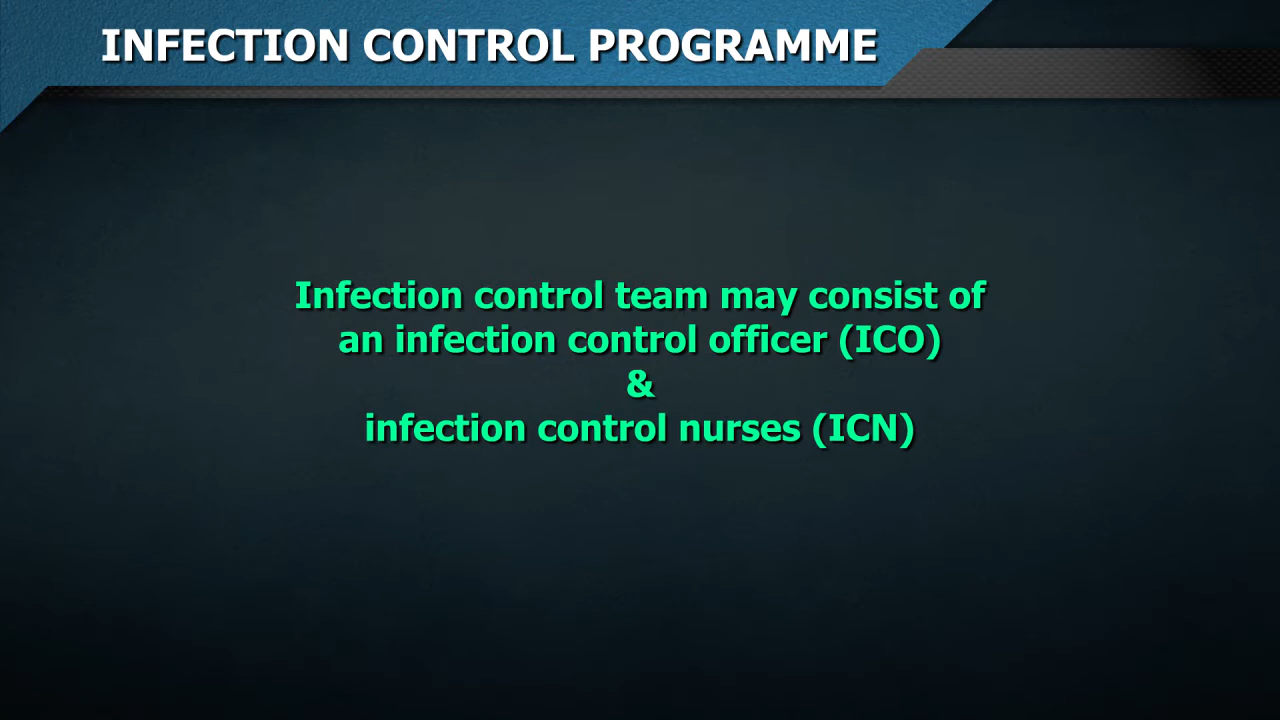 INFECTION CONTROL PROGRAMME
Infection control team may consist of
an infection control officer (ICO)
&
infection control nurses (ICN)